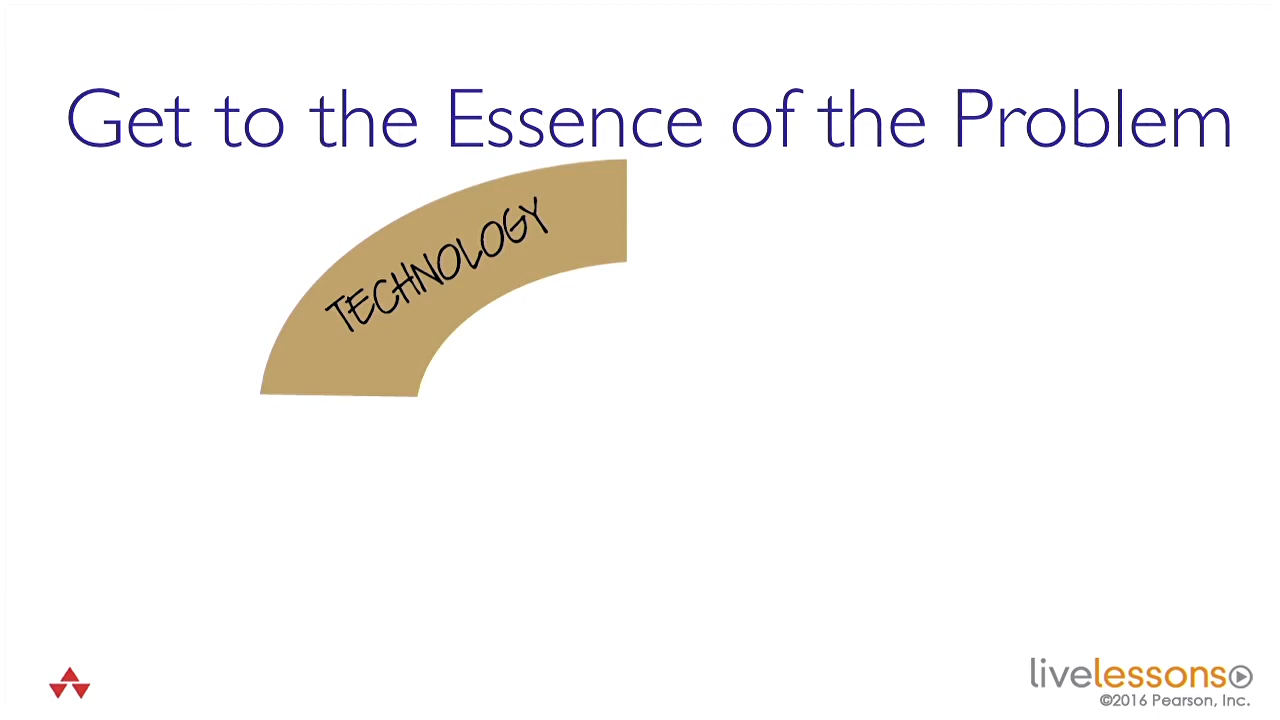 Get to the Essence of the Problem
TECHNOLOGY
livelessons
©2016 Pearson, Inc.